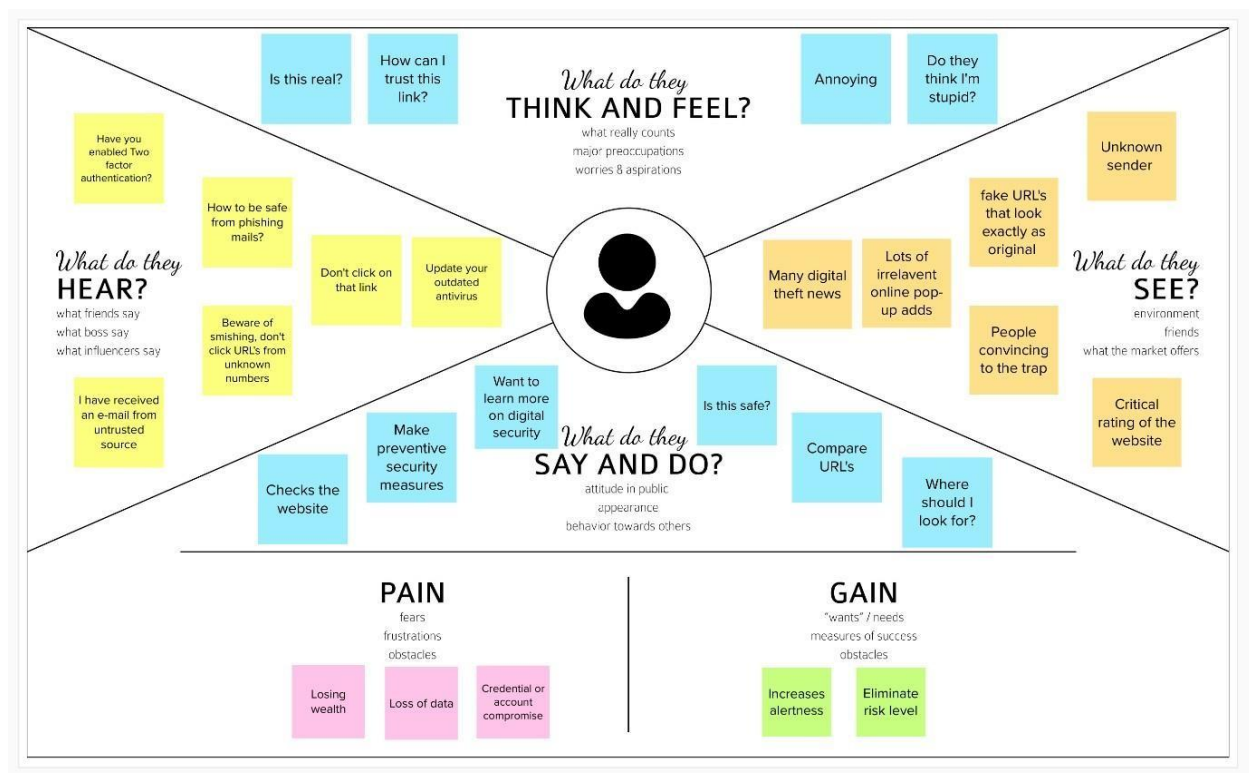 Is this real?
How can I
trust this
link?
What do they
THINK AND FEEL?
what really counts
major preoccupations
worries & aspirations
Annoying
Do they
think I'm
stupid?
Have you
enabled Two
factor
authentication?
How to be safe
from phishing
mails?
Don't click on
that link
Update your
outdated
antivirus
What do they
HEAR?
what friends say
what boss say
what influencers say
Beware of
smishing, don't
click URL's from
unknown
numbers
I have received
an e-mail from
untrusted
source
Unknown
sender
fake URL's
that look
exactly as
original
Many digital
theft news
Lots of
irrelavent
online pop-
up adds
What do they
SEE?
environment
friends
what the market offers
People
convincing
to the trap
Critical
rating of the
website
Want to
learn more
on digital
security
Make
preventive
security
measures
Checks the
website
What do they
SAY AND DO?
attitude in public
appearance
behavior towards others
Is this safe?
Compare
URL's
Where
should I
look for?
PAIN
fears
frustrations
obstacles
Losing
wealth
Loss of data
Credential or
account
compromise
GAIN
"wants" / needs
measures of success
obstacles
Increases
alertness
Eliminate
risk level